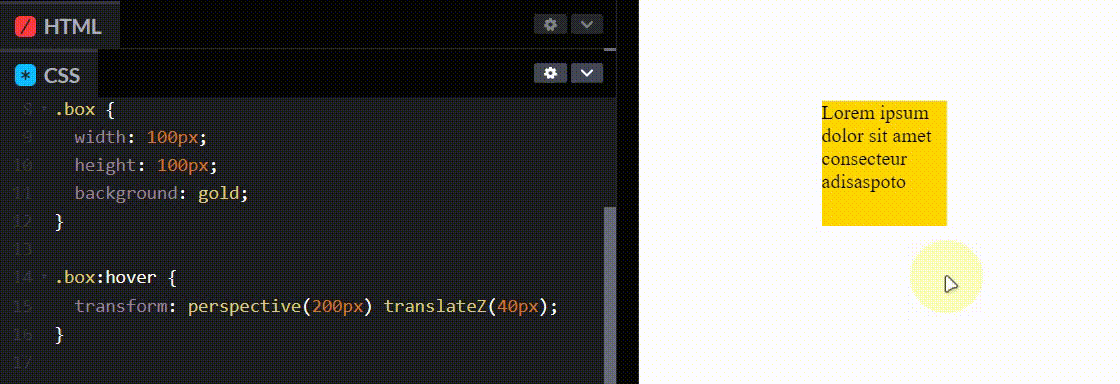 HTML
CSS
8 .box {
9 width: 100px;
10 height: 100px;
11 background: gold;
12 }
13
14 .box:hover {
15 transform: perspective(200px) translateZ(40px);
16 }
17
Lorem ipsum
dolor sit amet
consecteur
adisaspoto